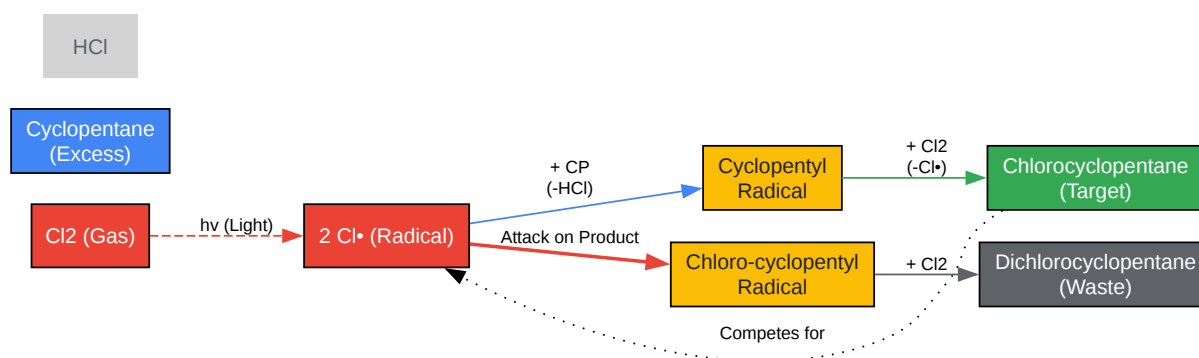 HCl
Cyclopentane
(Excess)
Cl2 (Gas)
hv (Light)
2 Cl• (Radical)
+ CP
(-HCl)
Attack on Product
Cyclopentyl
Radical
Chloro-cyclopentyl
Radical
+ Cl2
(-Cl•)
+ Cl2
Chlorocyclopentane
(Target)
Dichlorocyclopentane
(Waste)
Competes for